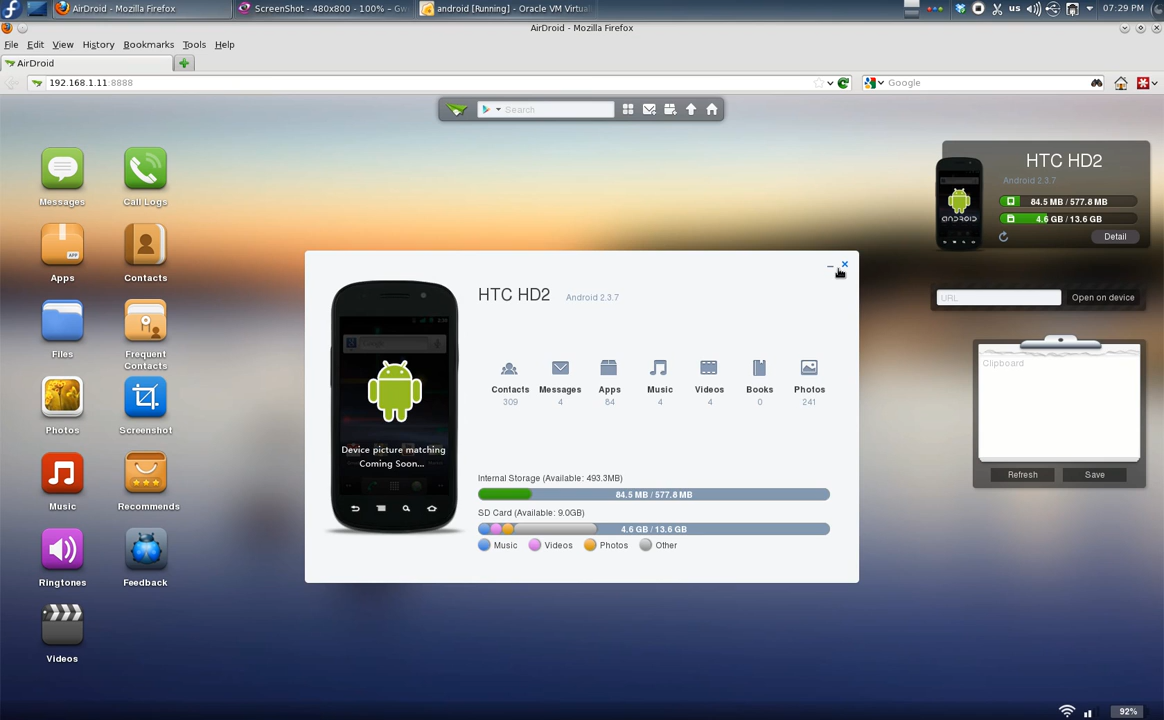 AirDroid - Mozilla Firefox
ScreenShot - 480x800 - 100% - Gw
android [Running] - Oracle VM Virtual
us
07:29 PM
AirDroid - Mozilla Firefox
File Edit View History Bookmarks Tools Help
AirDroid
192.168.1.11:8888
Google
Search
Messages
Call Logs
Apps
Contacts
Files
Frequent
Contacts
Photos
Screenshot
Music
Recommends
Ringtones
Feedback
Videos
HTC HD2
Android 2.3.7
Contacts Messages Apps Music Videos Books Photos
309 4 84 4 4 0 241
Google
Device picture matching
Coming Soon...
Internal Storage (Available: 493.3MB)
84.5 MB / 577.8 MB
SD Card (Available: 9.0GB)
4.6 GB / 13.6 GB
Music Videos Photos Other
HTC HD2
Android 2.3.7
84.5 MB / 577.8 MB
4.6 GB / 13.6 GB
Detail
URL
Open on device
Clipboard
Refresh
Save
92%